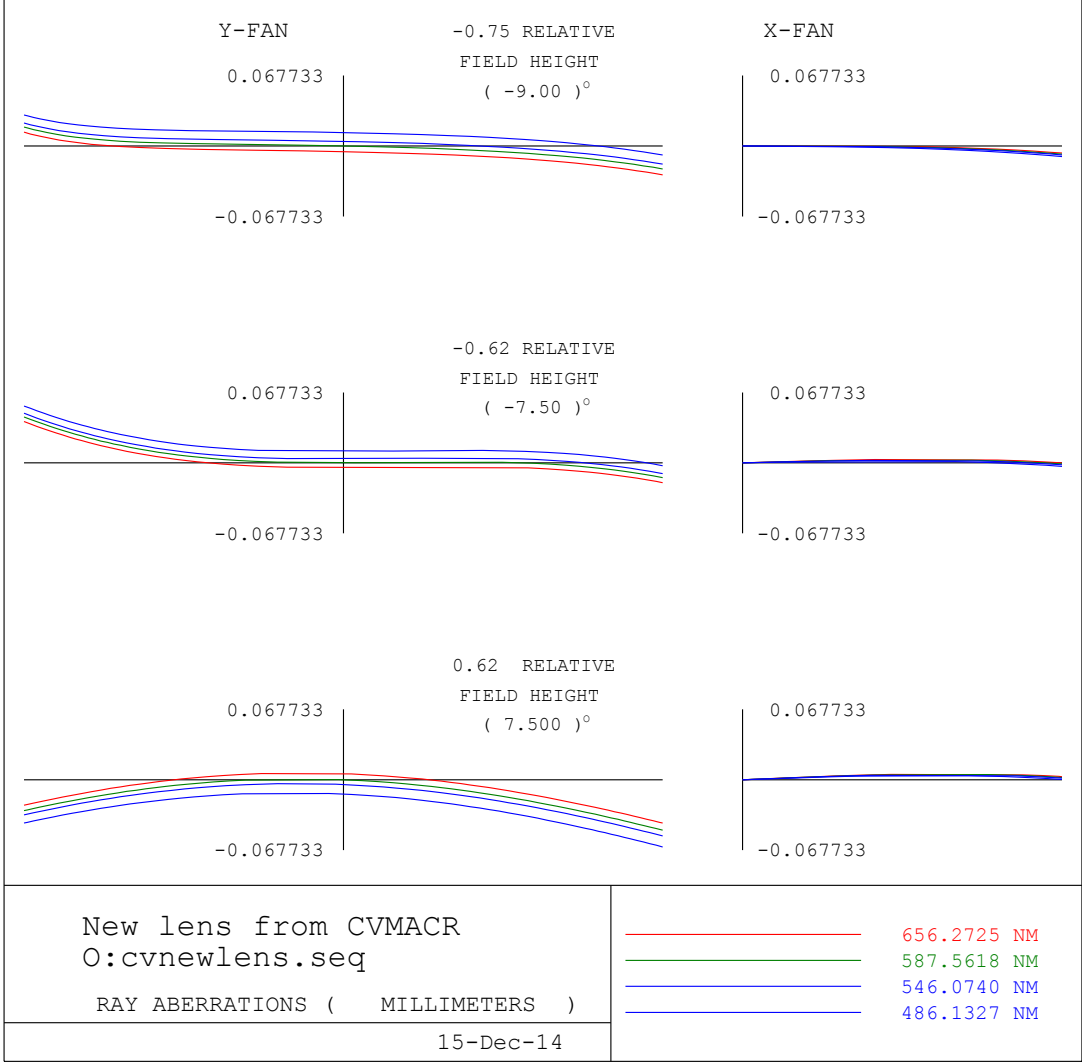 Y-FAN
-0.75 RELATIVE
X-FAN
FIELD HEIGHT
0.067733
( -9.00 )°
0.067733
-0.067733
-0.067733
-0.62 RELATIVE
FIELD HEIGHT
0.067733
( -7.50 )°
0.067733
-0.067733
-0.067733
0.62 RELATIVE
FIELD HEIGHT
0.067733
( 7.500 )°
0.067733
-0.067733
-0.067733
New lens from CVMACR
O:cvnewlens.seq
RAY ABERRATIONS ( MILLIMETERS )
15-Dec-14
656.2725 NM
587.5618 NM
546.0740 NM
486.1327 NM